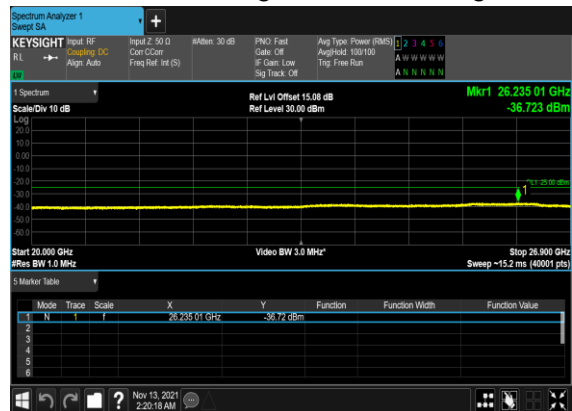 Spectrum Analyzer 1
Swept SA
+
KEYSIGHT Input: RF Input Z: 50 Ω #Atten: 30 dB PNO: Fast Avg Type: Power (RMS) 1 2 3 4 5 6
RL Coupling: DC Corr CCorr Gate: Off Avg|Hold: 100/100 A W W W W W
Align: Auto Freq Ref: Int (S) IF Gain: Low Trig: Free Run
Sig Track: Off A N N N N N
LXI
1 Spectrum Ref Lvl Offset 15.08 dB Mkr1 26.235 01 GHz
Scale/Div 10 dB Ref Level 30.00 dBm -36.723 dBm
Log
20.0
10.0
0.00
-10.0
-20.0
DL1 -25.00 dBm
1
-30.0
-40.0
-50.0
-60.0
Start 20.000 GHz Video BW 3.0 MHz* Stop 26.900 GHz
#Res BW 1.0 MHz Sweep ~15.2 ms (40001 pts)
5 Marker Table
Mode Trace Scale X Y Function Function Width Function Value
1 N 1 f 26.235 01 GHz -36.72 dBm
2
3
4
5
6
? Nov 13, 2021
2:20:18 AM